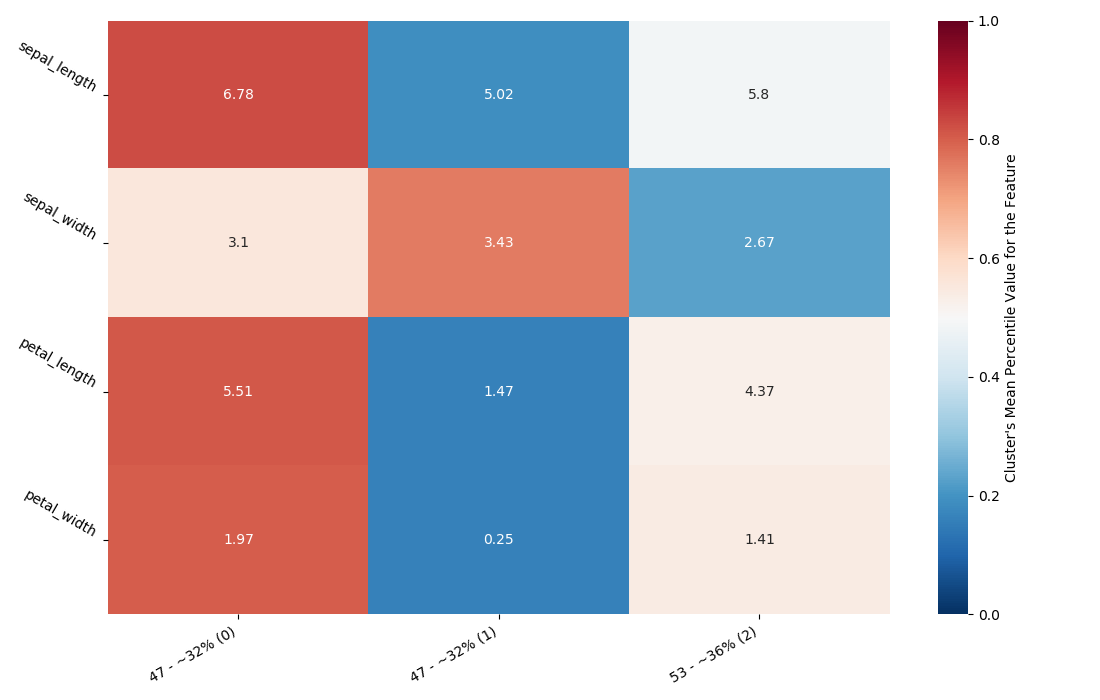 sepal_length
6.78 5.02 5.8
sepal_width
3.1 3.43 2.67
petal_length
5.51 1.47 4.37
petal_width
1.97 0.25 1.41
47 - ~32% (0)
47 - ~32% (1)
53 - ~36% (2)
1.0
0.8
0.6
0.4
0.2
0.0
Cluster's Mean Percentile Value for the Feature